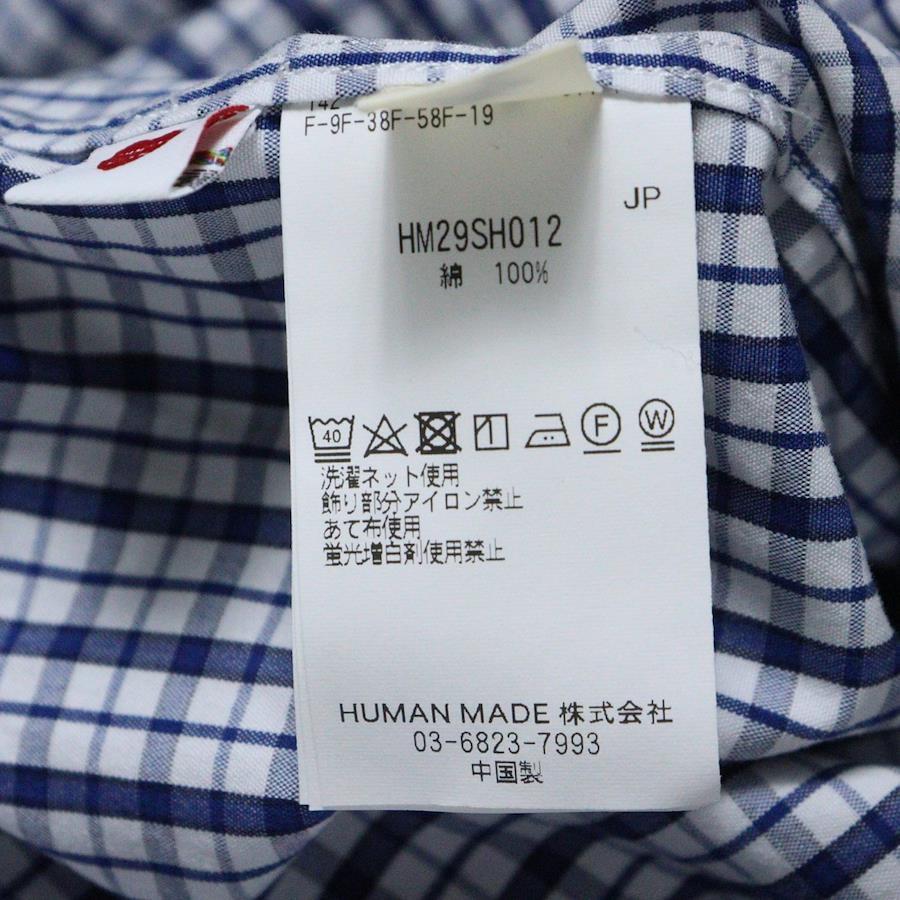 F-9F-38F-58F-19
JP
HM29SH012
綿 100%
40 F W
洗濯ネット使用
飾り部分アイロン禁止
あて布使用
蛍光増白剤使用禁止
HUMAN MADE 株式会社
03-6823-7993
中国製